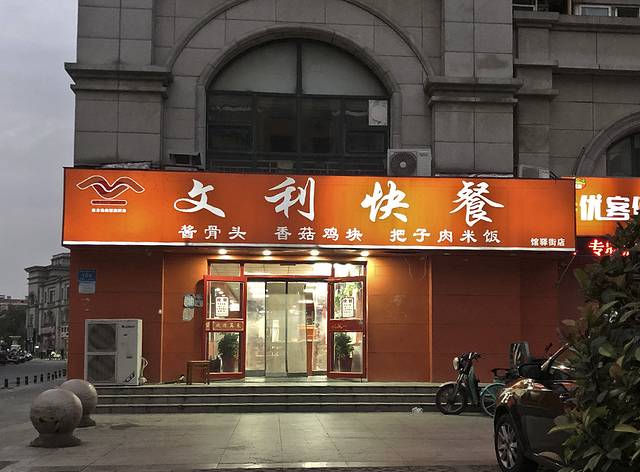 文利快餐
酱骨头 香菇鸡块 把子肉米饭
馆驿街店
优客
专